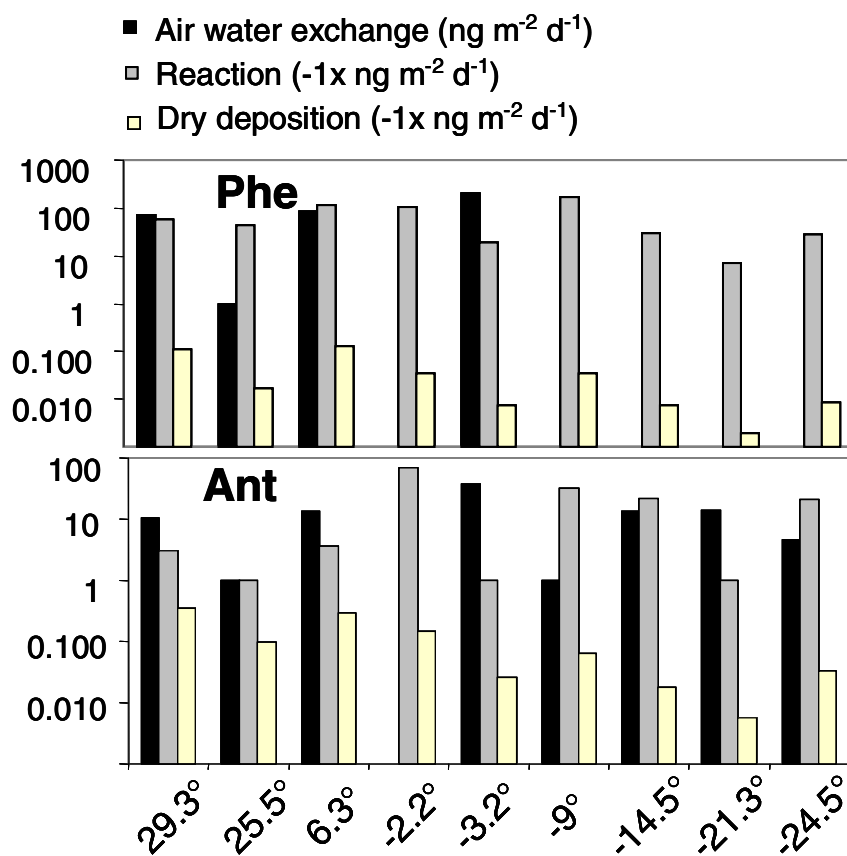 Air water exchange (ng m⁻² d⁻¹)
Reaction (-1x ng m⁻² d⁻¹)
Dry deposition (-1x ng m⁻² d⁻¹)
1000
Phe
100
10
1
0.100
0.010
100
Ant
10
1
0.100
0.010
29.3° 25.5° 6.3° -2.2° -3.2° -9° -14.5° -21.3° -24.5°